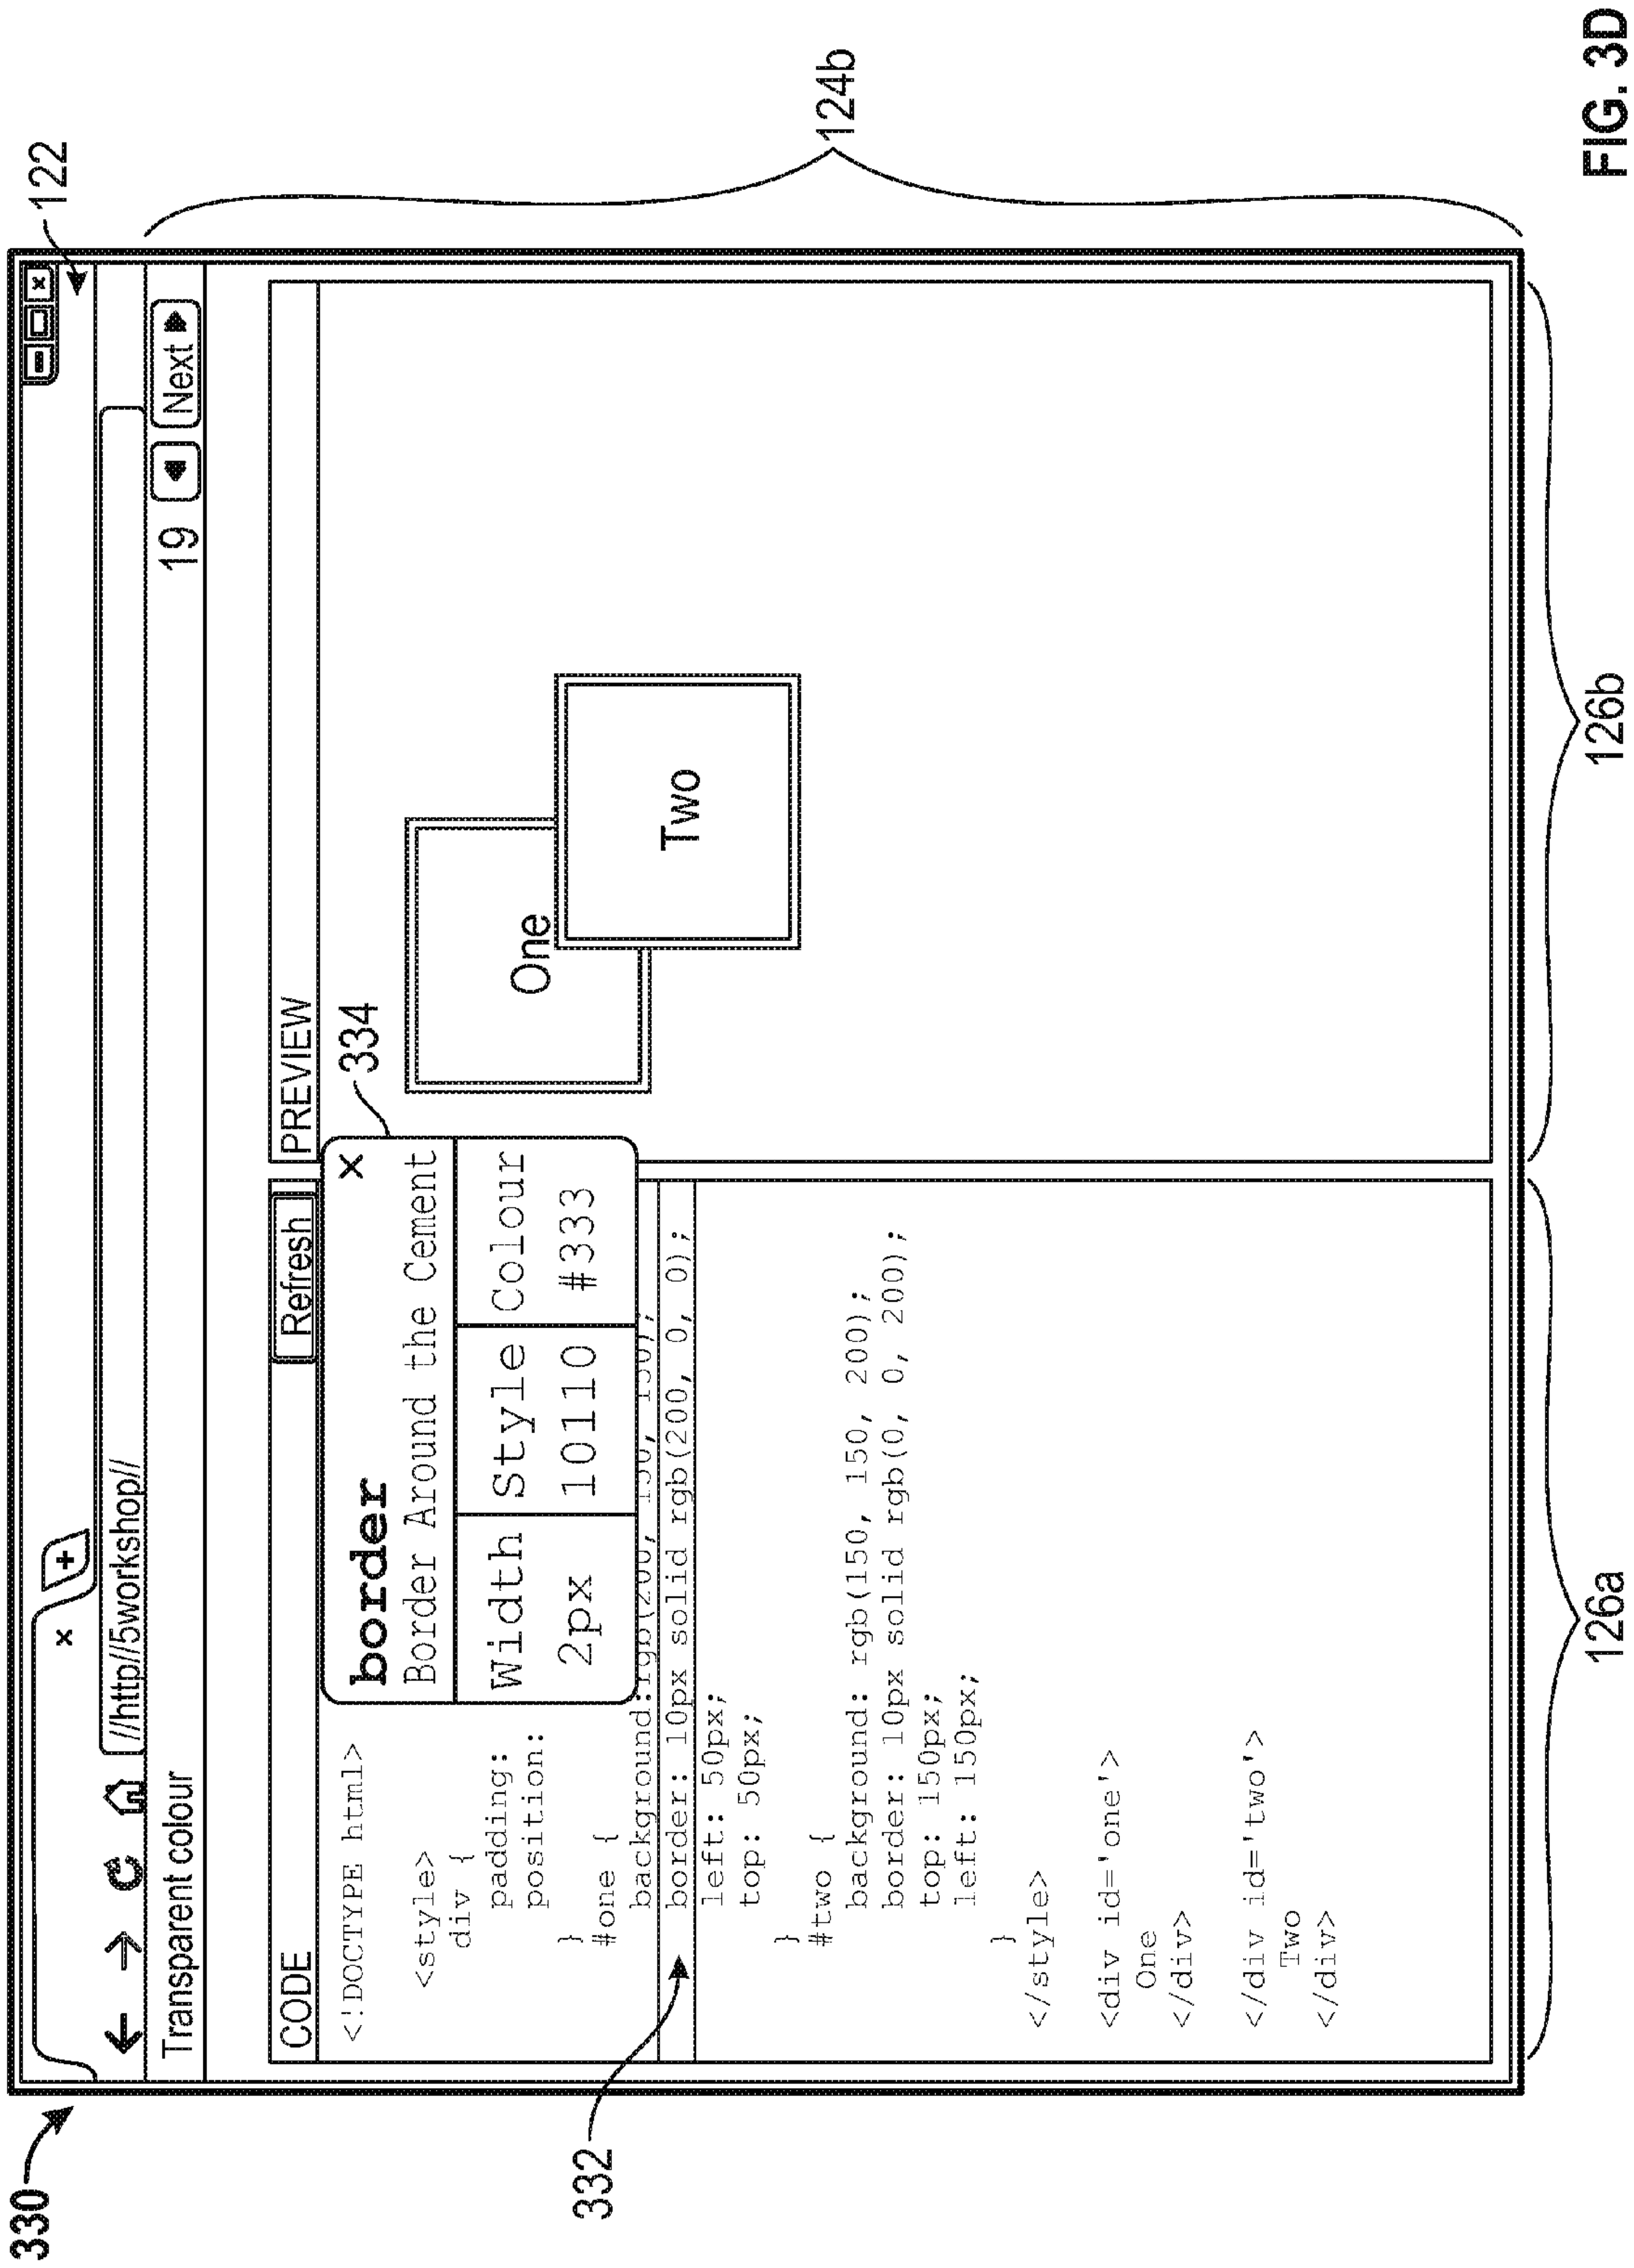 330
122
×
+
//http//5workshop//
Transparent colour
19
Next
CODE
Refresh
PREVIEW
<!DOCTYPE html>
<style>
div {
padding:
position:
}
#one {
background:rgb(200, 150, 150);
border: 10px solid rgb(200, 0, 0);
left: 50px;
top: 50px;
}
#two {
background: rgb(150, 150, 200);
border: 10px solid rgb(0, 0, 200);
top: 150px;
left: 150px;
}
</style>
<div id='one'>
One
</div>
</div id='two'>
Two
</div>
×
border
Border Around the Cement
Width Style Colour
2px 10110 #333
334
332
One
Two
124b
126a
126b
FIG. 3D